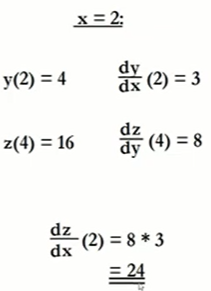 x = 2:
y(2) = 4    dy/dx (2) = 3
z(4) = 16    dz/dy (4) = 8
dz/dx (2) = 8 * 3
= 24